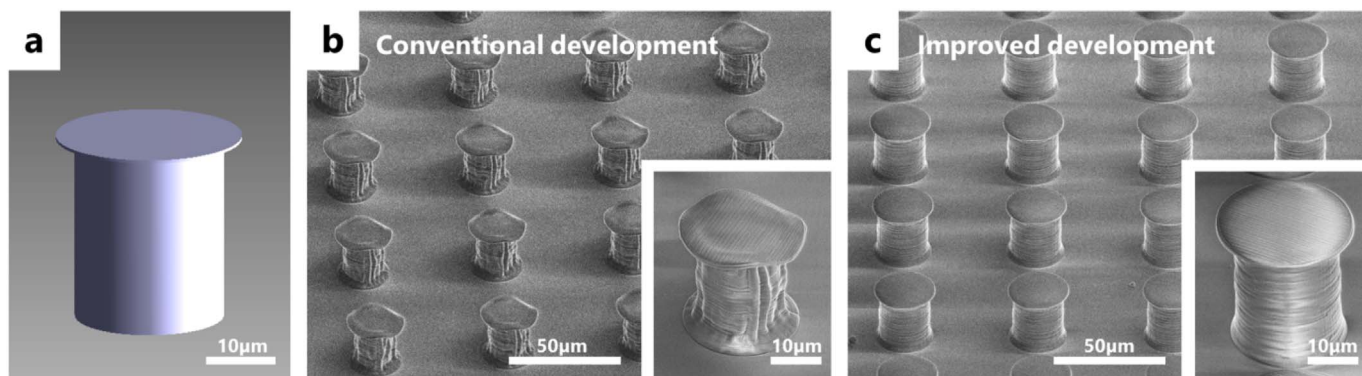 a
10μm
b
Conventional development
50μm
10μm
c
Improved development
50μm
10μm